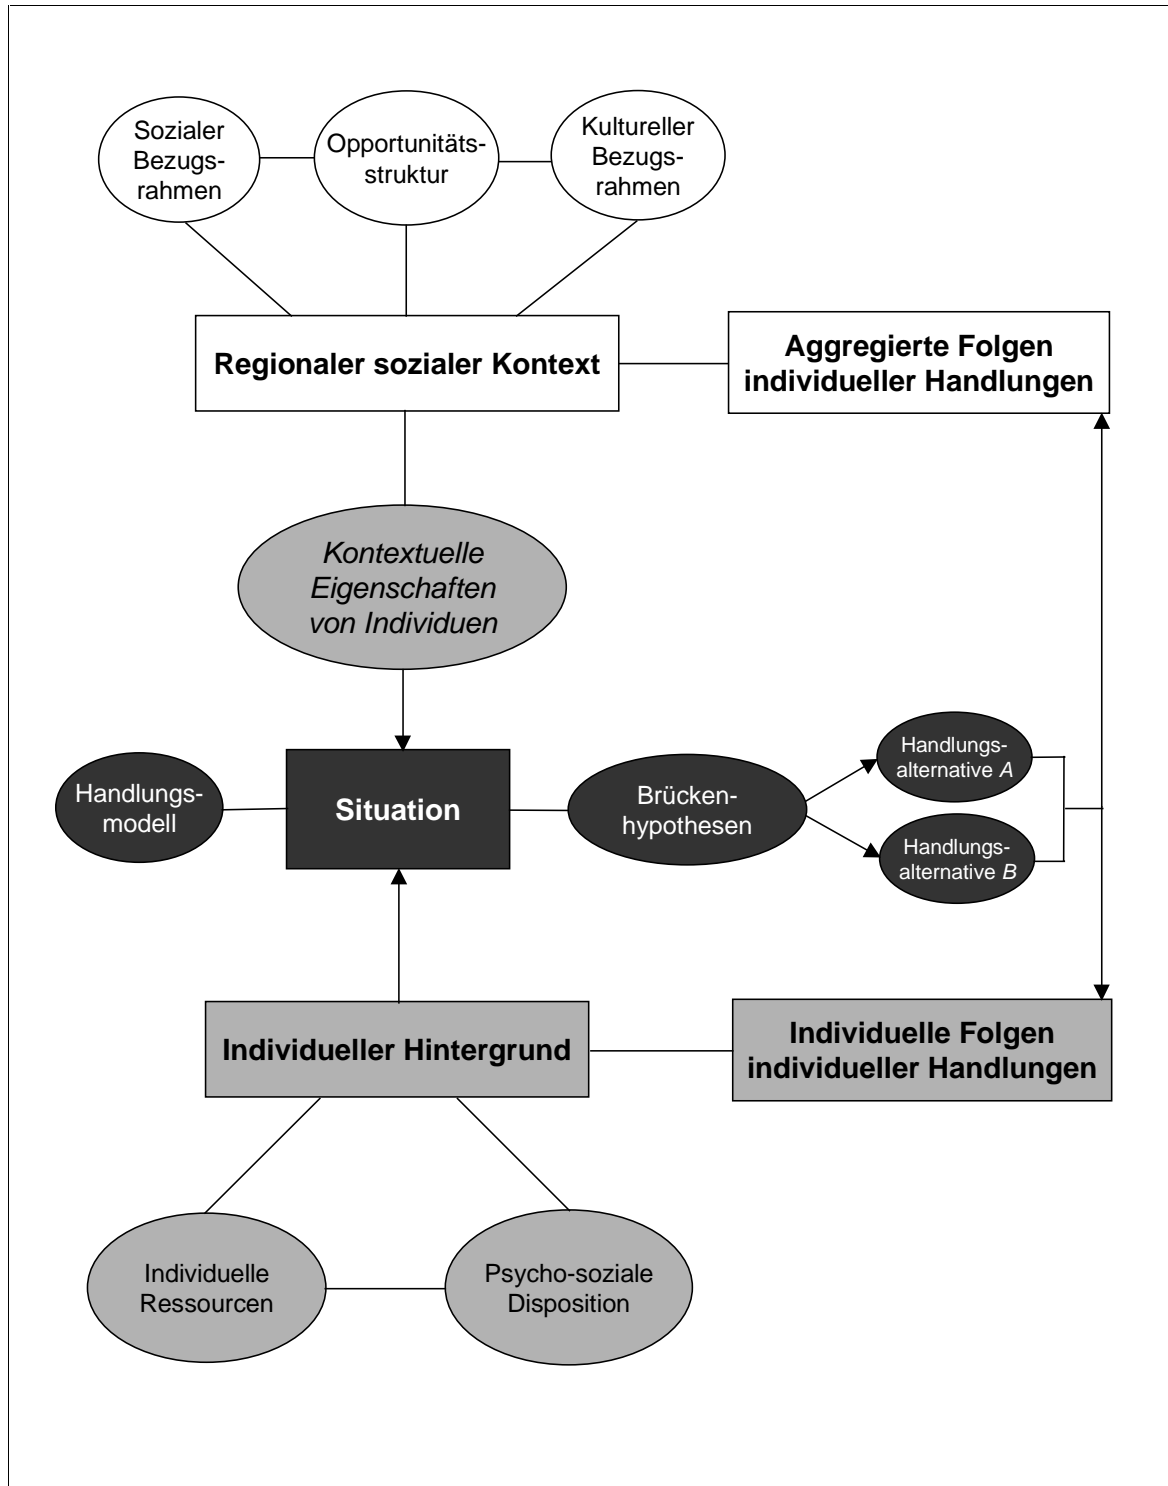 Sozialer
Bezugs-
rahmen
Opportunitäts-
struktur
Kultureller
Bezugs-
rahmen
Regionaler sozialer Kontext
Aggregierte Folgen
individueller Handlungen
Kontextuelle
Eigenschaften
von Individuen
Handlungs-
modell
Situation
Brücken-
hypothesen
Handlungs-
alternative A
Handlungs-
alternative B
Individueller Hintergrund
Individuelle Folgen
individueller Handlungen
Individuelle
Ressourcen
Psycho-soziale
Disposition